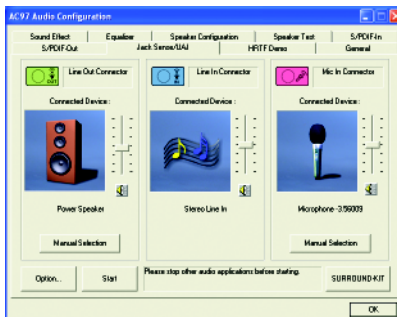 AC97 Audio Configuration
Sound Effect
Equalizer
Speaker Configuration
Speaker Test
S/PDIF-In
S/PDIF-Out
Jack Sense/UAJ
HRTF Demo
General
Line Out Connector
Line In Connector
Mic In Connector
OUT
IN
Connected Device :
Connected Device :
Connected Device :
Power Speaker
Stereo Line In
Microphone -3.56009
Manual Selection
Manual Selection
Option...
Start
Please stop other audio applications before starting.
SURROUND-KIT
OK